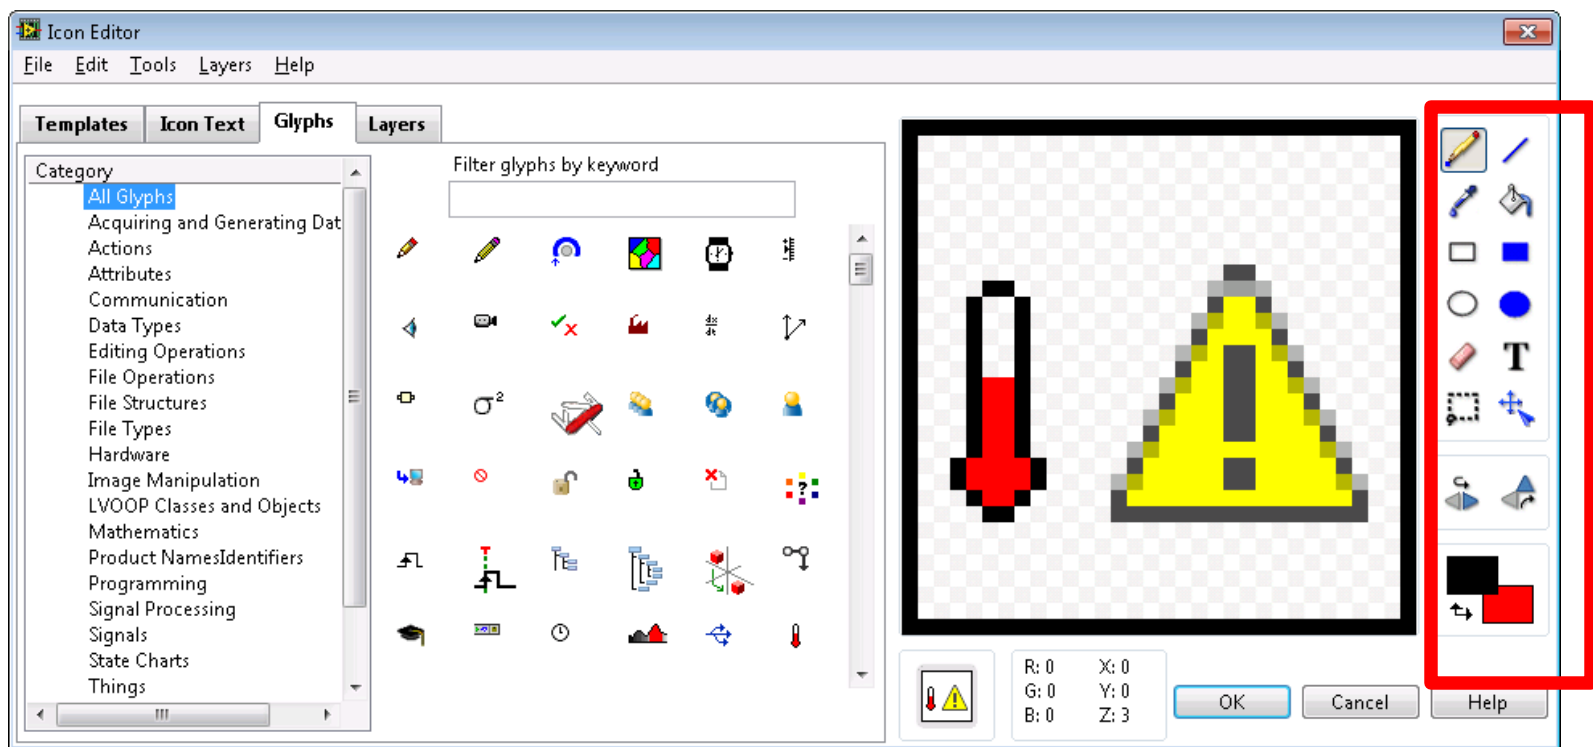 Icon Editor
File Edit Tools Layers Help
Templates Icon Text Glyphs Layers
Category
All Glyphs
Acquiring and Generating Dat
Actions
Attributes
Communication
Data Types
Editing Operations
File Operations
File Structures
File Types
Hardware
Image Manipulation
LVOOP Classes and Objects
Mathematics
Product NamesIdentifiers
Programming
Signal Processing
Signals
State Charts
Things
Filter glyphs by keyword
dx
dt
σ²
?
T
R: 0 X: 0
G: 0 Y: 0
B: 0 Z: 3
OK Cancel Help